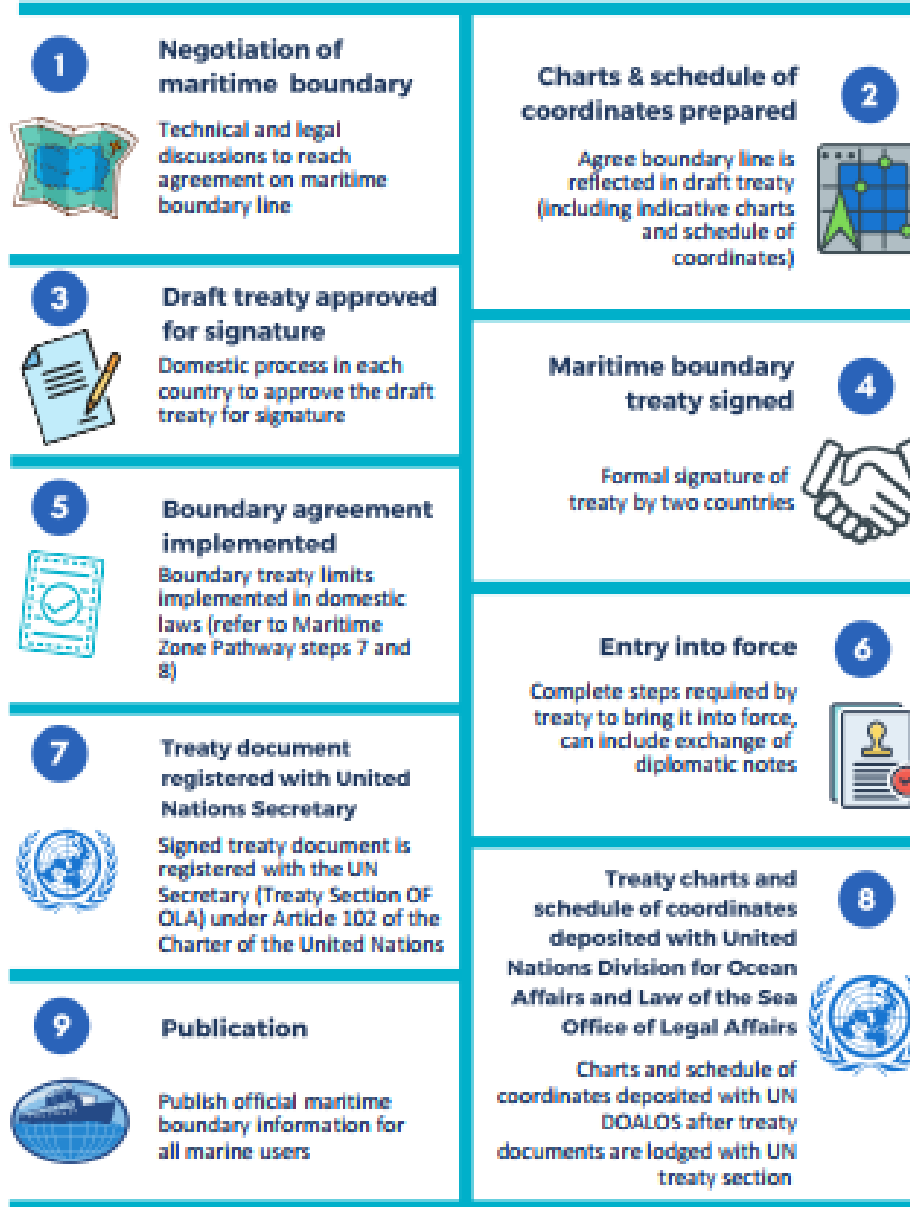 1
Negotiation of
maritime boundary
Technical and legal
discussions to reach
agreement on maritime
boundary line
2
Charts & schedule of
coordinates prepared
Agree boundary line is
reflected in draft treaty
(including indicative charts
and schedule of
coordinates)
3
Draft treaty approved
for signature
Domestic process in each
country to approve the draft
treaty for signature
4
Maritime boundary
treaty signed
Formal signature of
treaty by two countries
5
Boundary agreement
implemented
Boundary treaty limits
implemented in domestic
laws (refer to Maritime
Zone Pathway steps 7 and
8)
6
Entry into force
Complete steps required by
treaty to bring it into force,
can include exchange of
diplomatic notes
7
Treaty document
registered with United
Nations Secretary
Signed treaty document is
registered with the UN
Secretary (Treaty Section OF
OLA) under Article 102 of the
Charter of the United Nations
8
Treaty charts and
schedule of coordinates
deposited with United
Nations Division for Ocean
Affairs and Law of the Sea
Office of Legal Affairs
Charts and schedule of
coordinates deposited with UN
DOALOS after treaty
documents are lodged with UN
treaty section
9
Publication
Publish official maritime
boundary information for
all marine users